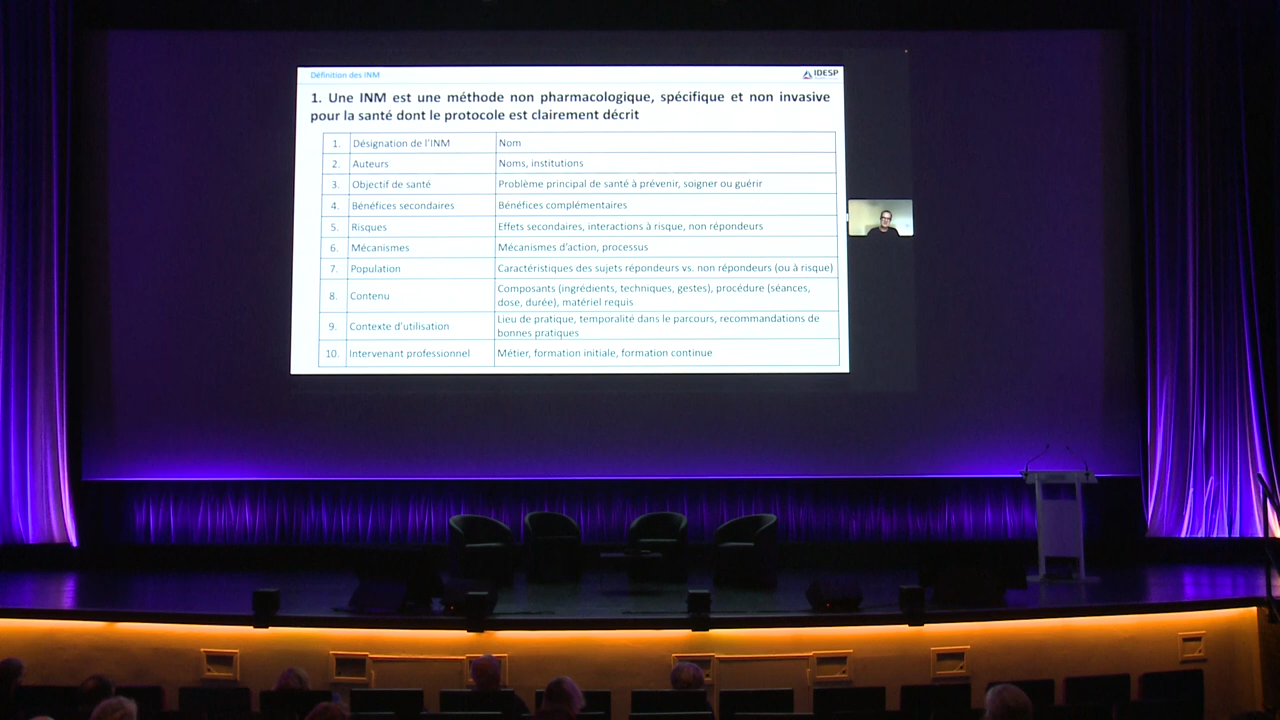 Définition des INM
IDESP
1. Une INM est une méthode non pharmacologique, spécifique et non invasive
pour la santé dont le protocole est clairement décrit
1. Désignation de l'INM Nom
2. Auteurs Noms, institutions
3. Objectif de santé Problème principal de santé à prévenir, soigner ou guérir
4. Bénéfices secondaires Bénéfices complémentaires
5. Risques Effets secondaires, interactions à risque, non répondeurs
6. Mécanismes Mécanismes d'action, processus
7. Population Caractéristiques des sujets répondeurs vs. non répondeurs (ou à risque)
8. Contenu Composants (ingrédients, techniques, gestes), procédure (séances,
dose, durée), matériel requis
9. Contexte d'utilisation Lieu de pratique, temporalité dans le parcours, recommandations de
bonnes pratiques
10. Intervenant professionnel Métier, formation initiale, formation continue